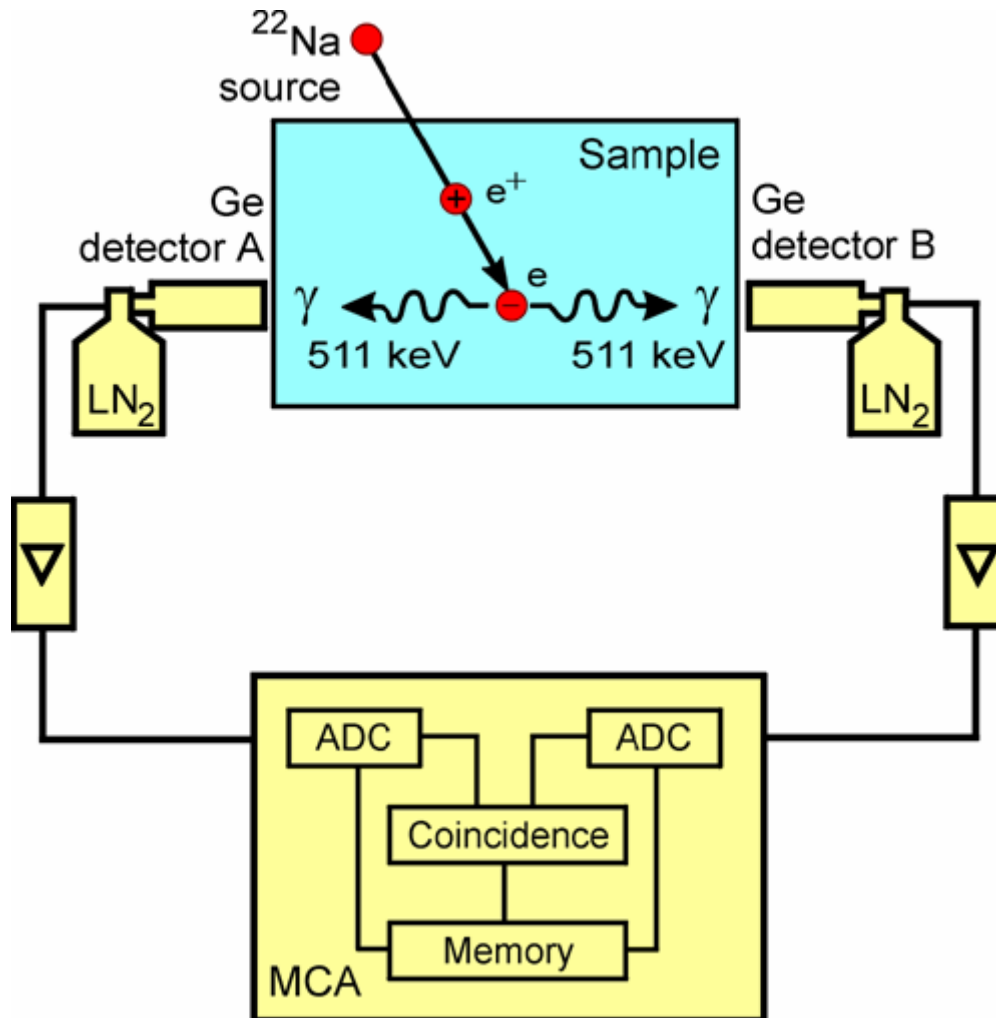 ²²Na
source
Sample
e⁺
Ge
detector A
Ge
detector B
e
γ
γ
511 keV
511 keV
+
−
LN₂
LN₂
ADC
ADC
Coincidence
Memory
MCA